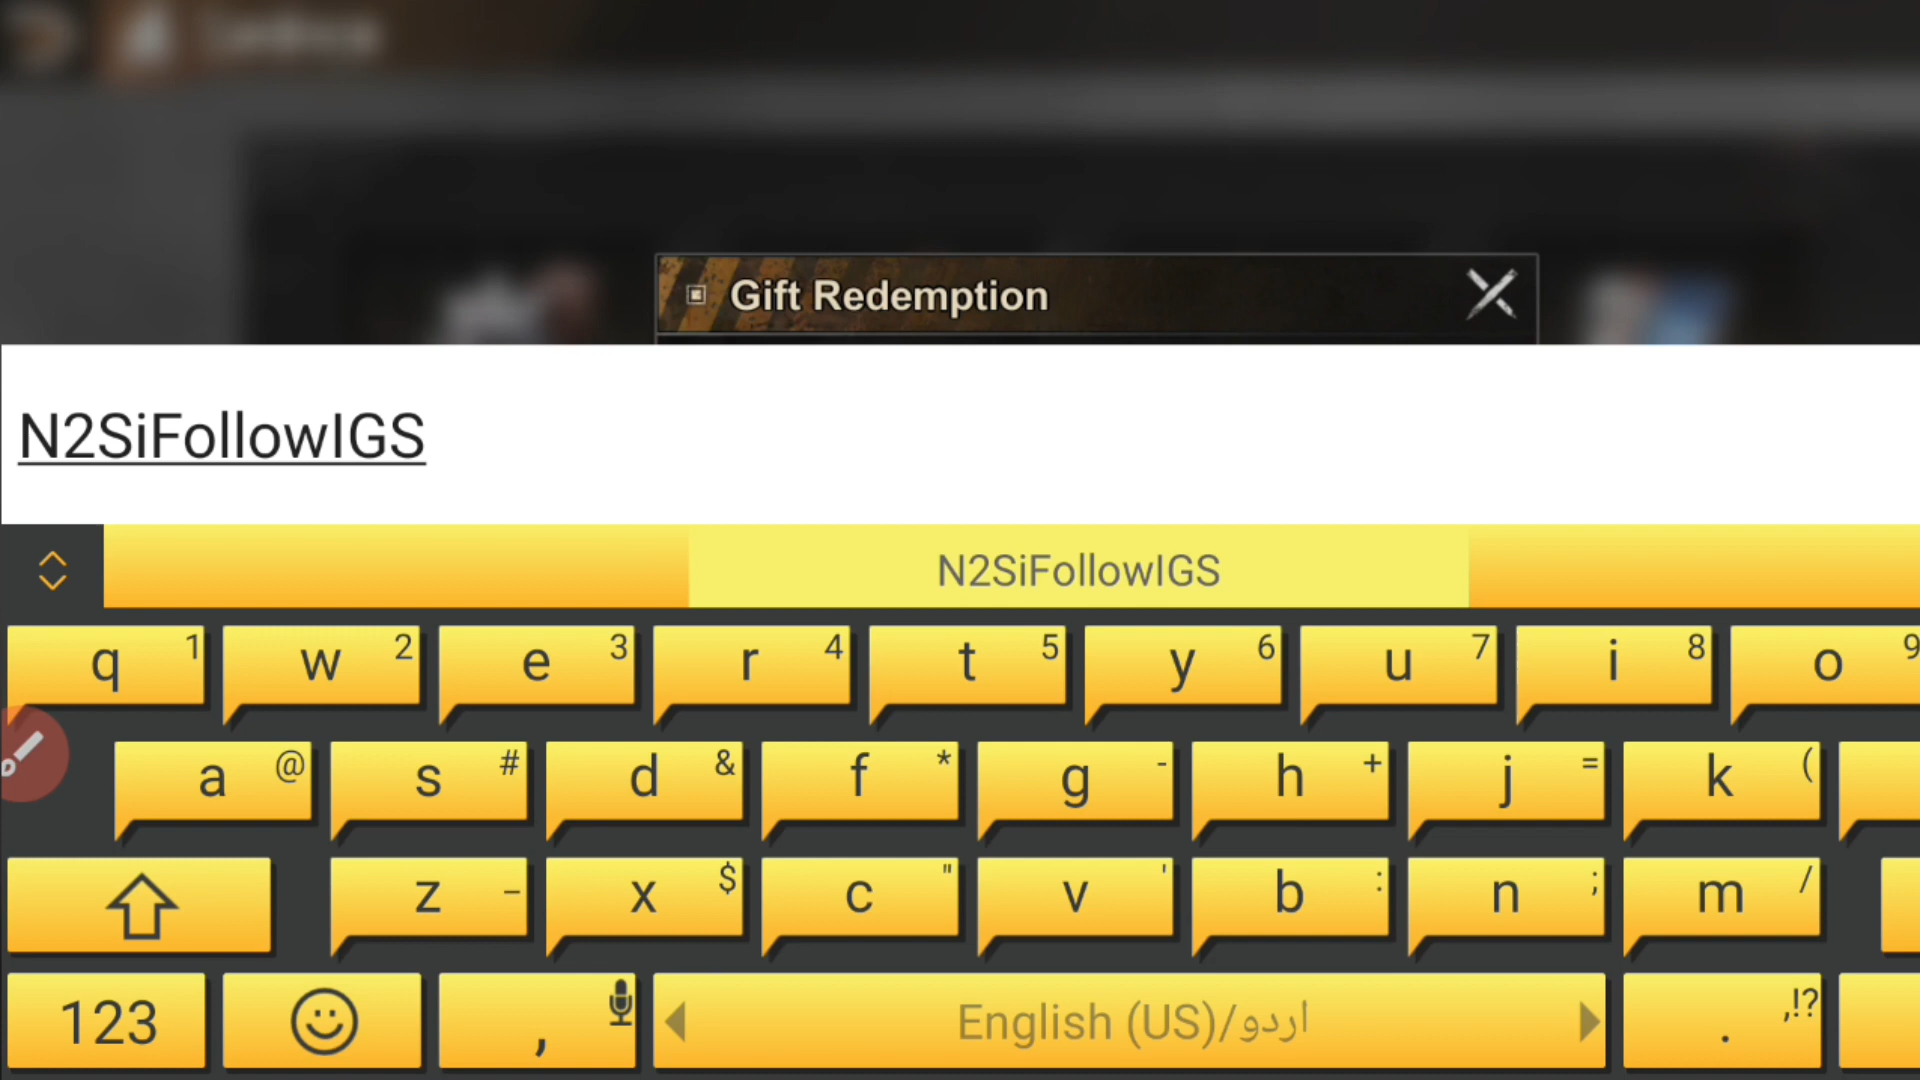 Gift Redemption
N2SiFollowIGS
N2SiFollowIGS
q 1 w 2 e 3 r 4 t 5 y 6 u 7 i 8 o 9
a @ s # d & f * g - h + j = k (
z _ x $ c " v ' b : n ; m /
123 , English (US)/اردو . ,!?